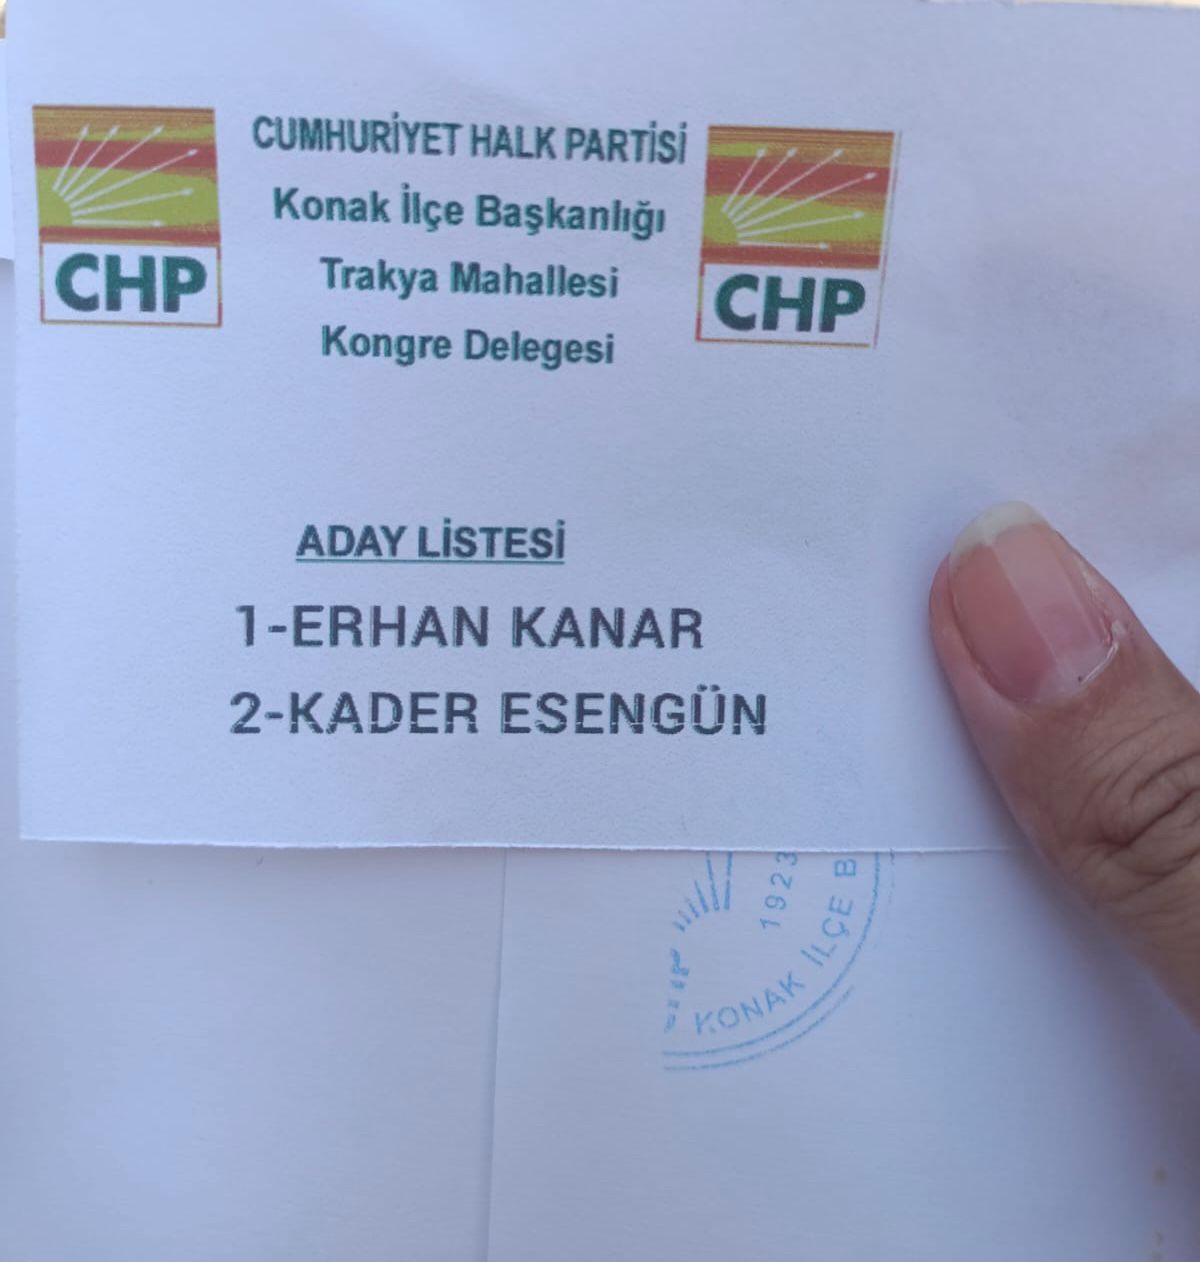 CUMHURİYET HALK PARTİSİ
Konak İlçe Başkanlığı
Trakya Mahallesi
Kongre Delegesi
CHP
CHP
ADAY LİSTESİ
1-ERHAN KANAR
2-KADER ESENGÜN
1923
KONAK İLÇE B